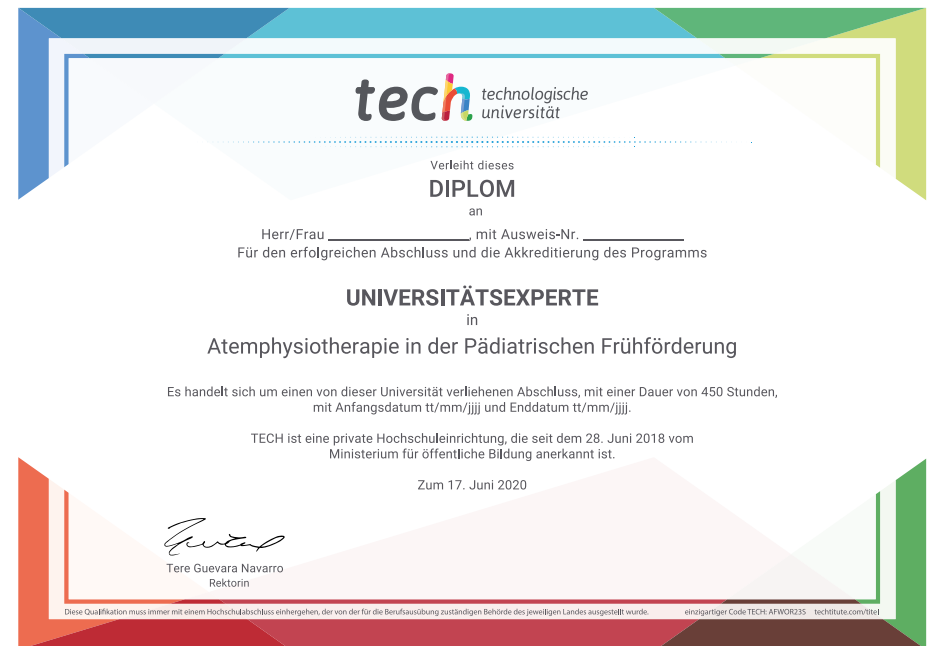 tech technologische
universität
Verleiht dieses
DIPLOM
an
Herr/Frau ____________________, mit Ausweis-Nr. ______________
Für den erfolgreichen Abschluss und die Akkreditierung des Programms
UNIVERSITÄTSEXPERTE
in
Atemphysiotherapie in der Pädiatrischen Frühförderung
Es handelt sich um einen von dieser Universität verliehenen Abschluss, mit einer Dauer von 450 Stunden,
mit Anfangsdatum tt/mm/jjjj und Enddatum tt/mm/jjjj.
TECH ist eine private Hochschuleinrichtung, die seit dem 28. Juni 2018 vom
Ministerium für öffentliche Bildung anerkannt ist.
Zum 17. Juni 2020
Tere Guevara Navarro
Rektorin
Diese Qualifikation muss immer mit einem Hochschulabschluss einhergehen, der von der für die Berufsausübung zuständigen Behörde des jeweiligen Landes ausgestellt wurde. einzigartiger Code TECH: AFWOR23S techtitute.com/titel